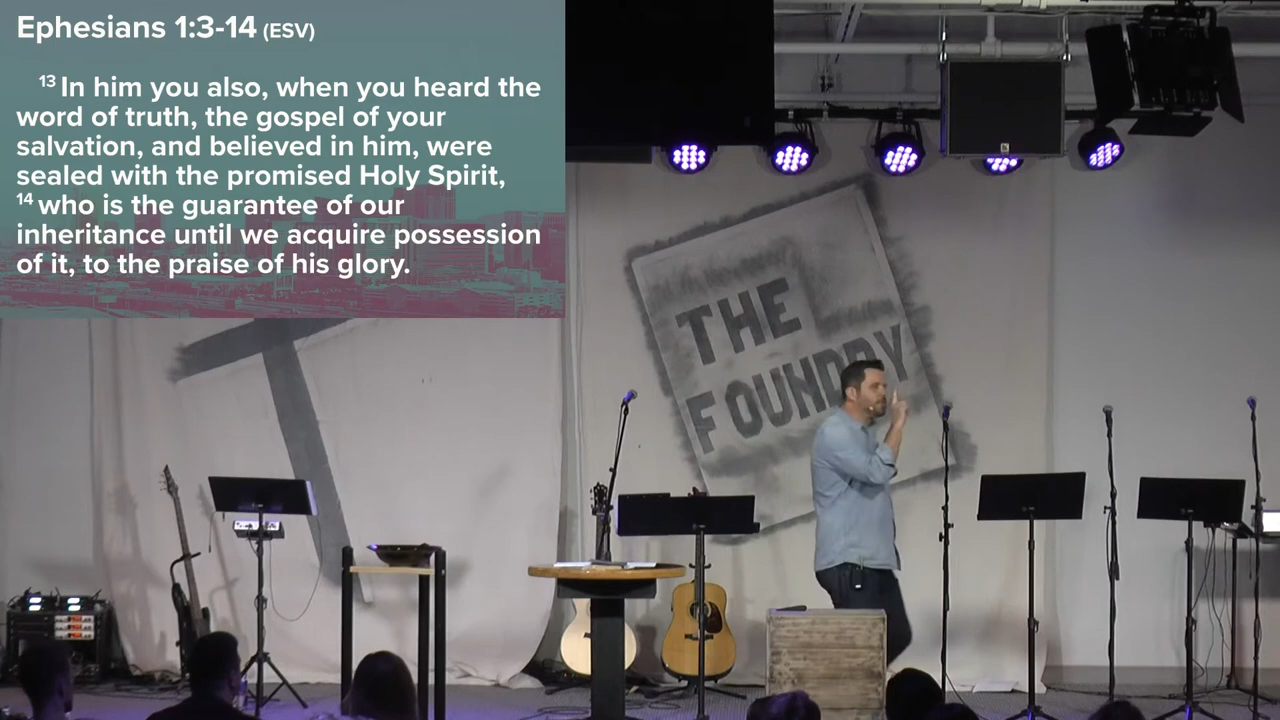 Ephesians 1:3-14 (ESV)
13 In him you also, when you heard the
word of truth, the gospel of your
salvation, and believed in him, were
sealed with the promised Holy Spirit,
14 who is the guarantee of our
inheritance until we acquire possession
of it, to the praise of his glory.
THE
FOUNDRY